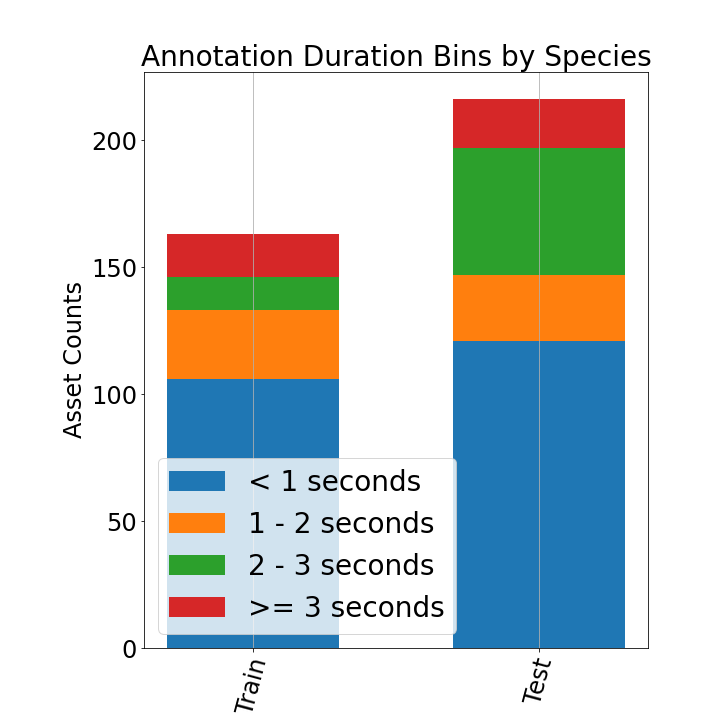 Annotation Duration Bins by Species
Asset Counts
200
150
100
50
0
< 1 seconds
1 - 2 seconds
2 - 3 seconds
>= 3 seconds
Train
Test